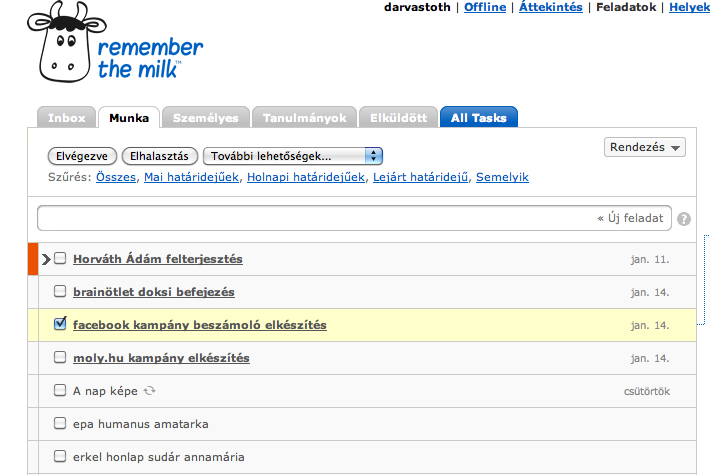 darvastoth | Offline | Áttekintés | Feladatok | Helyek
remember
the milk™
Inbox Munka Személyes Tanulmányok Elküldött All Tasks
Elvégezve Elhalasztás További lehetőségek... Rendezés
Szűrés: Összes, Mai határidejűek, Holnapi határidejűek, Lejárt határidejű, Semelyik
« Új feladat ?
Horváth Ádám felterjesztés jan. 11.
brainötlet doksi befejezés jan. 14.
facebook kampány beszámoló elkészítés jan. 14.
moly.hu kampány elkészítés jan. 14.
A nap képe csütörtök
epa humanus amatarka
erkel honlap sudár annamária